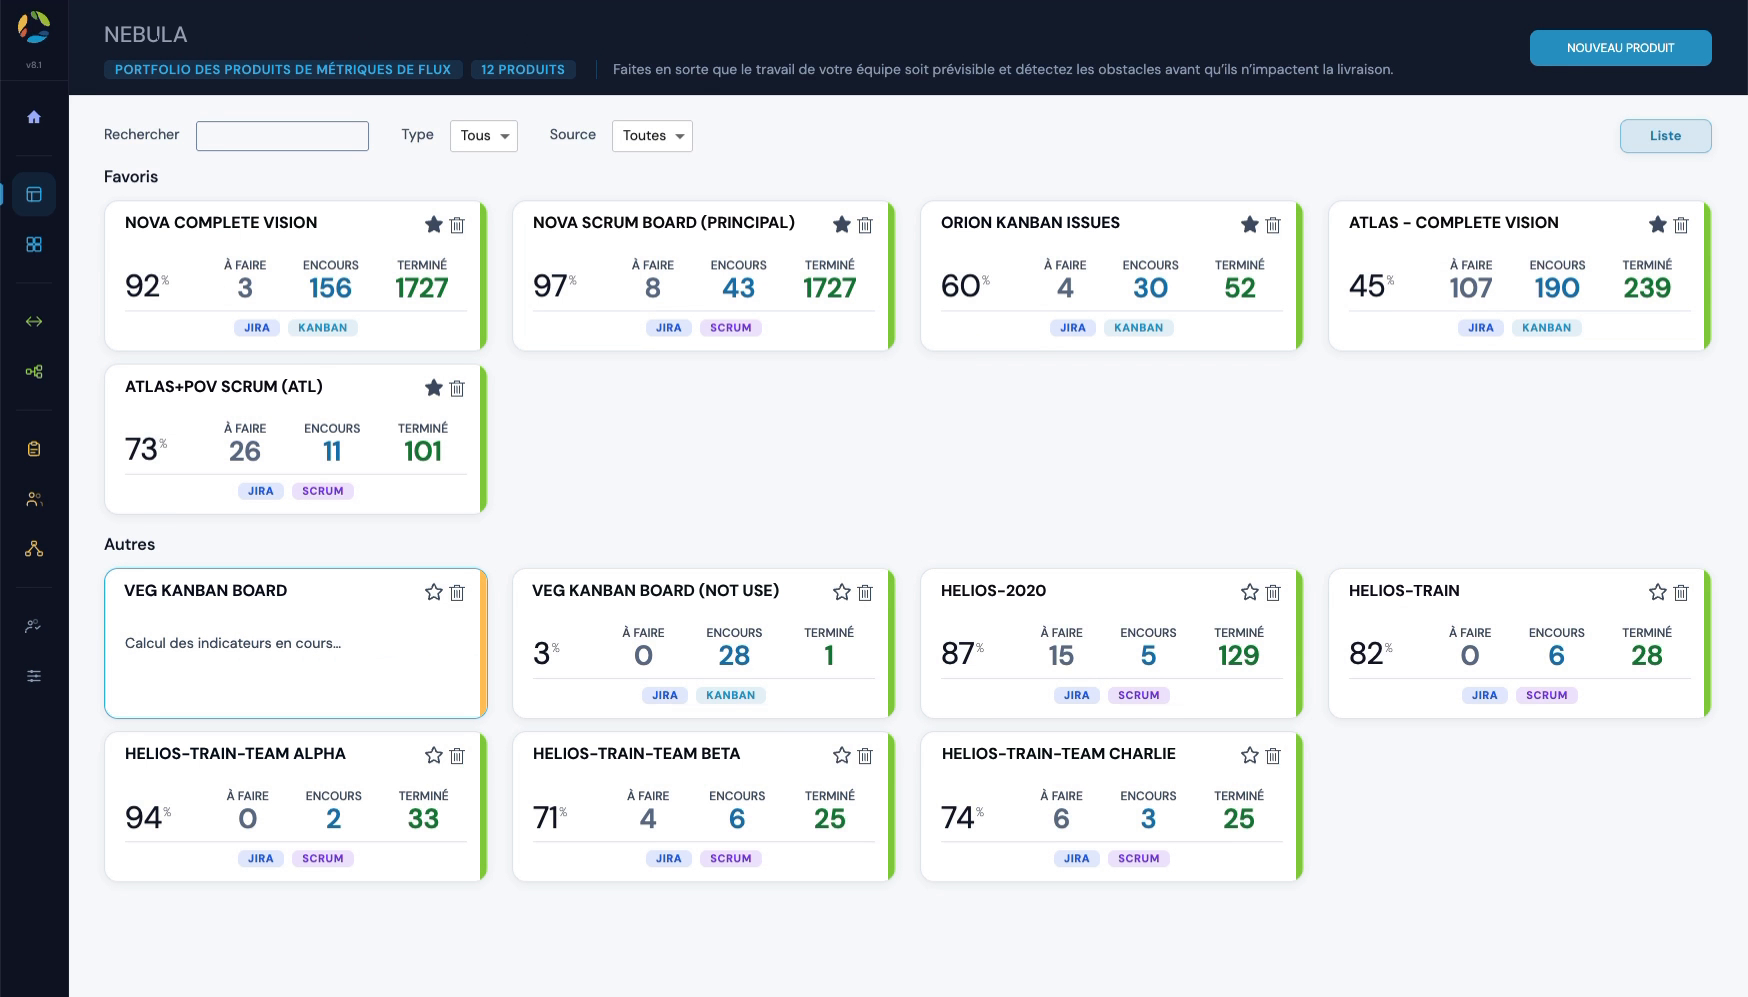 v8.1
NEBULA
PORTFOLIO DES PRODUITS DE MÉTRIQUES DE FLUX
12 PRODUITS
Faites en sorte que le travail de votre équipe soit prévisible et détectez les obstacles avant qu'ils n'impactent la livraison.
NOUVEAU PRODUIT
Rechercher
Type
Tous
Source
Toutes
Liste
Favoris
NOVA COMPLETE VISION
92%
À FAIRE
3
ENCOURS
156
TERMINÉ
1727
JIRA
KANBAN
NOVA SCRUM BOARD (PRINCIPAL)
97%
À FAIRE
8
ENCOURS
43
TERMINÉ
1727
JIRA
SCRUM
ORION KANBAN ISSUES
60%
À FAIRE
4
ENCOURS
30
TERMINÉ
52
JIRA
KANBAN
ATLAS - COMPLETE VISION
45%
À FAIRE
107
ENCOURS
190
TERMINÉ
239
JIRA
KANBAN
ATLAS+POV SCRUM (ATL)
73%
À FAIRE
26
ENCOURS
11
TERMINÉ
101
JIRA
SCRUM
Autres
VEG KANBAN BOARD
Calcul des indicateurs en cours...
VEG KANBAN BOARD (NOT USE)
3%
À FAIRE
0
ENCOURS
28
TERMINÉ
1
JIRA
KANBAN
HELIOS-2020
87%
À FAIRE
15
ENCOURS
5
TERMINÉ
129
JIRA
SCRUM
HELIOS-TRAIN
82%
À FAIRE
0
ENCOURS
6
TERMINÉ
28
JIRA
SCRUM
HELIOS-TRAIN-TEAM ALPHA
94%
À FAIRE
0
ENCOURS
2
TERMINÉ
33
JIRA
SCRUM
HELIOS-TRAIN-TEAM BETA
71%
À FAIRE
4
ENCOURS
6
TERMINÉ
25
JIRA
SCRUM
HELIOS-TRAIN-TEAM CHARLIE
74%
À FAIRE
6
ENCOURS
3
TERMINÉ
25
JIRA
SCRUM